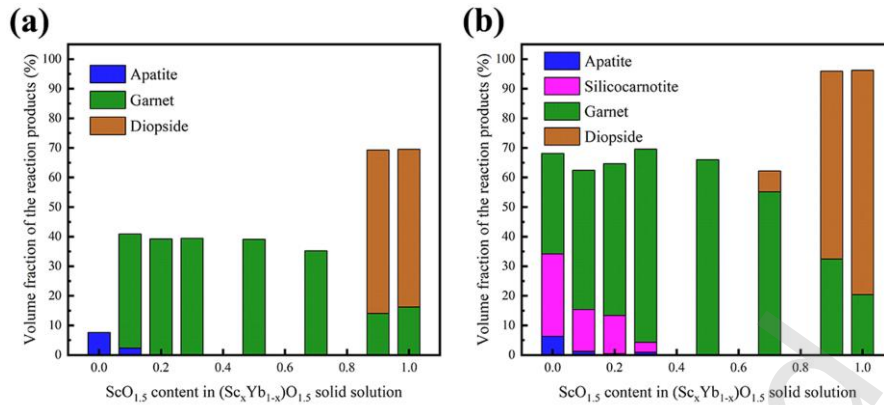 (a)
100
90
80
70
60
50
40
30
20
10
0
Volume fraction of the reaction products (%)
Apatite
Garnet
Diopside
0.0 0.2 0.4 0.6 0.8 1.0
ScO1.5 content in (ScxYb1-x)O1.5 solid solution
(b)
100
90
80
70
60
50
40
30
20
10
0
Volume fraction of the reaction products (%)
Apatite
Silicocarnotite
Garnet
Diopside
0.0 0.2 0.4 0.6 0.8 1.0
ScO1.5 content in (ScxYb1-x)O1.5 solid solution